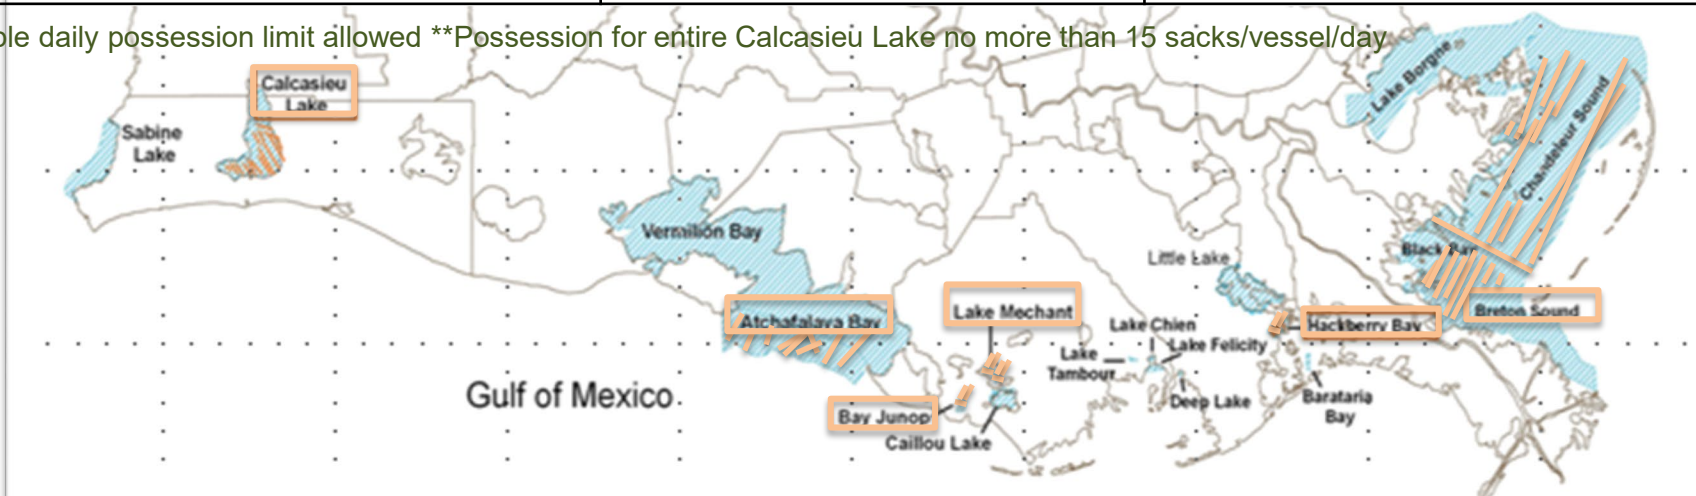 ole daily possession limit allowed **Possession for entire Calcasieu Lake no more than 15 sacks/vessel/day
Calcasieu
Lake
Sabine
Lake
Lake Borgne
Chandeleur Sound
Vermilion Bay
Black Bay
Little Lake
Atchafalaya Bay
Lake Mechant
Breton Sound
Hackberry Bay
Lake Chien
Lake Felicity
Lake
Tambour
Gulf of Mexico
Deep Lake
Barataria
Bay
Bay Junop
Caillou Lake